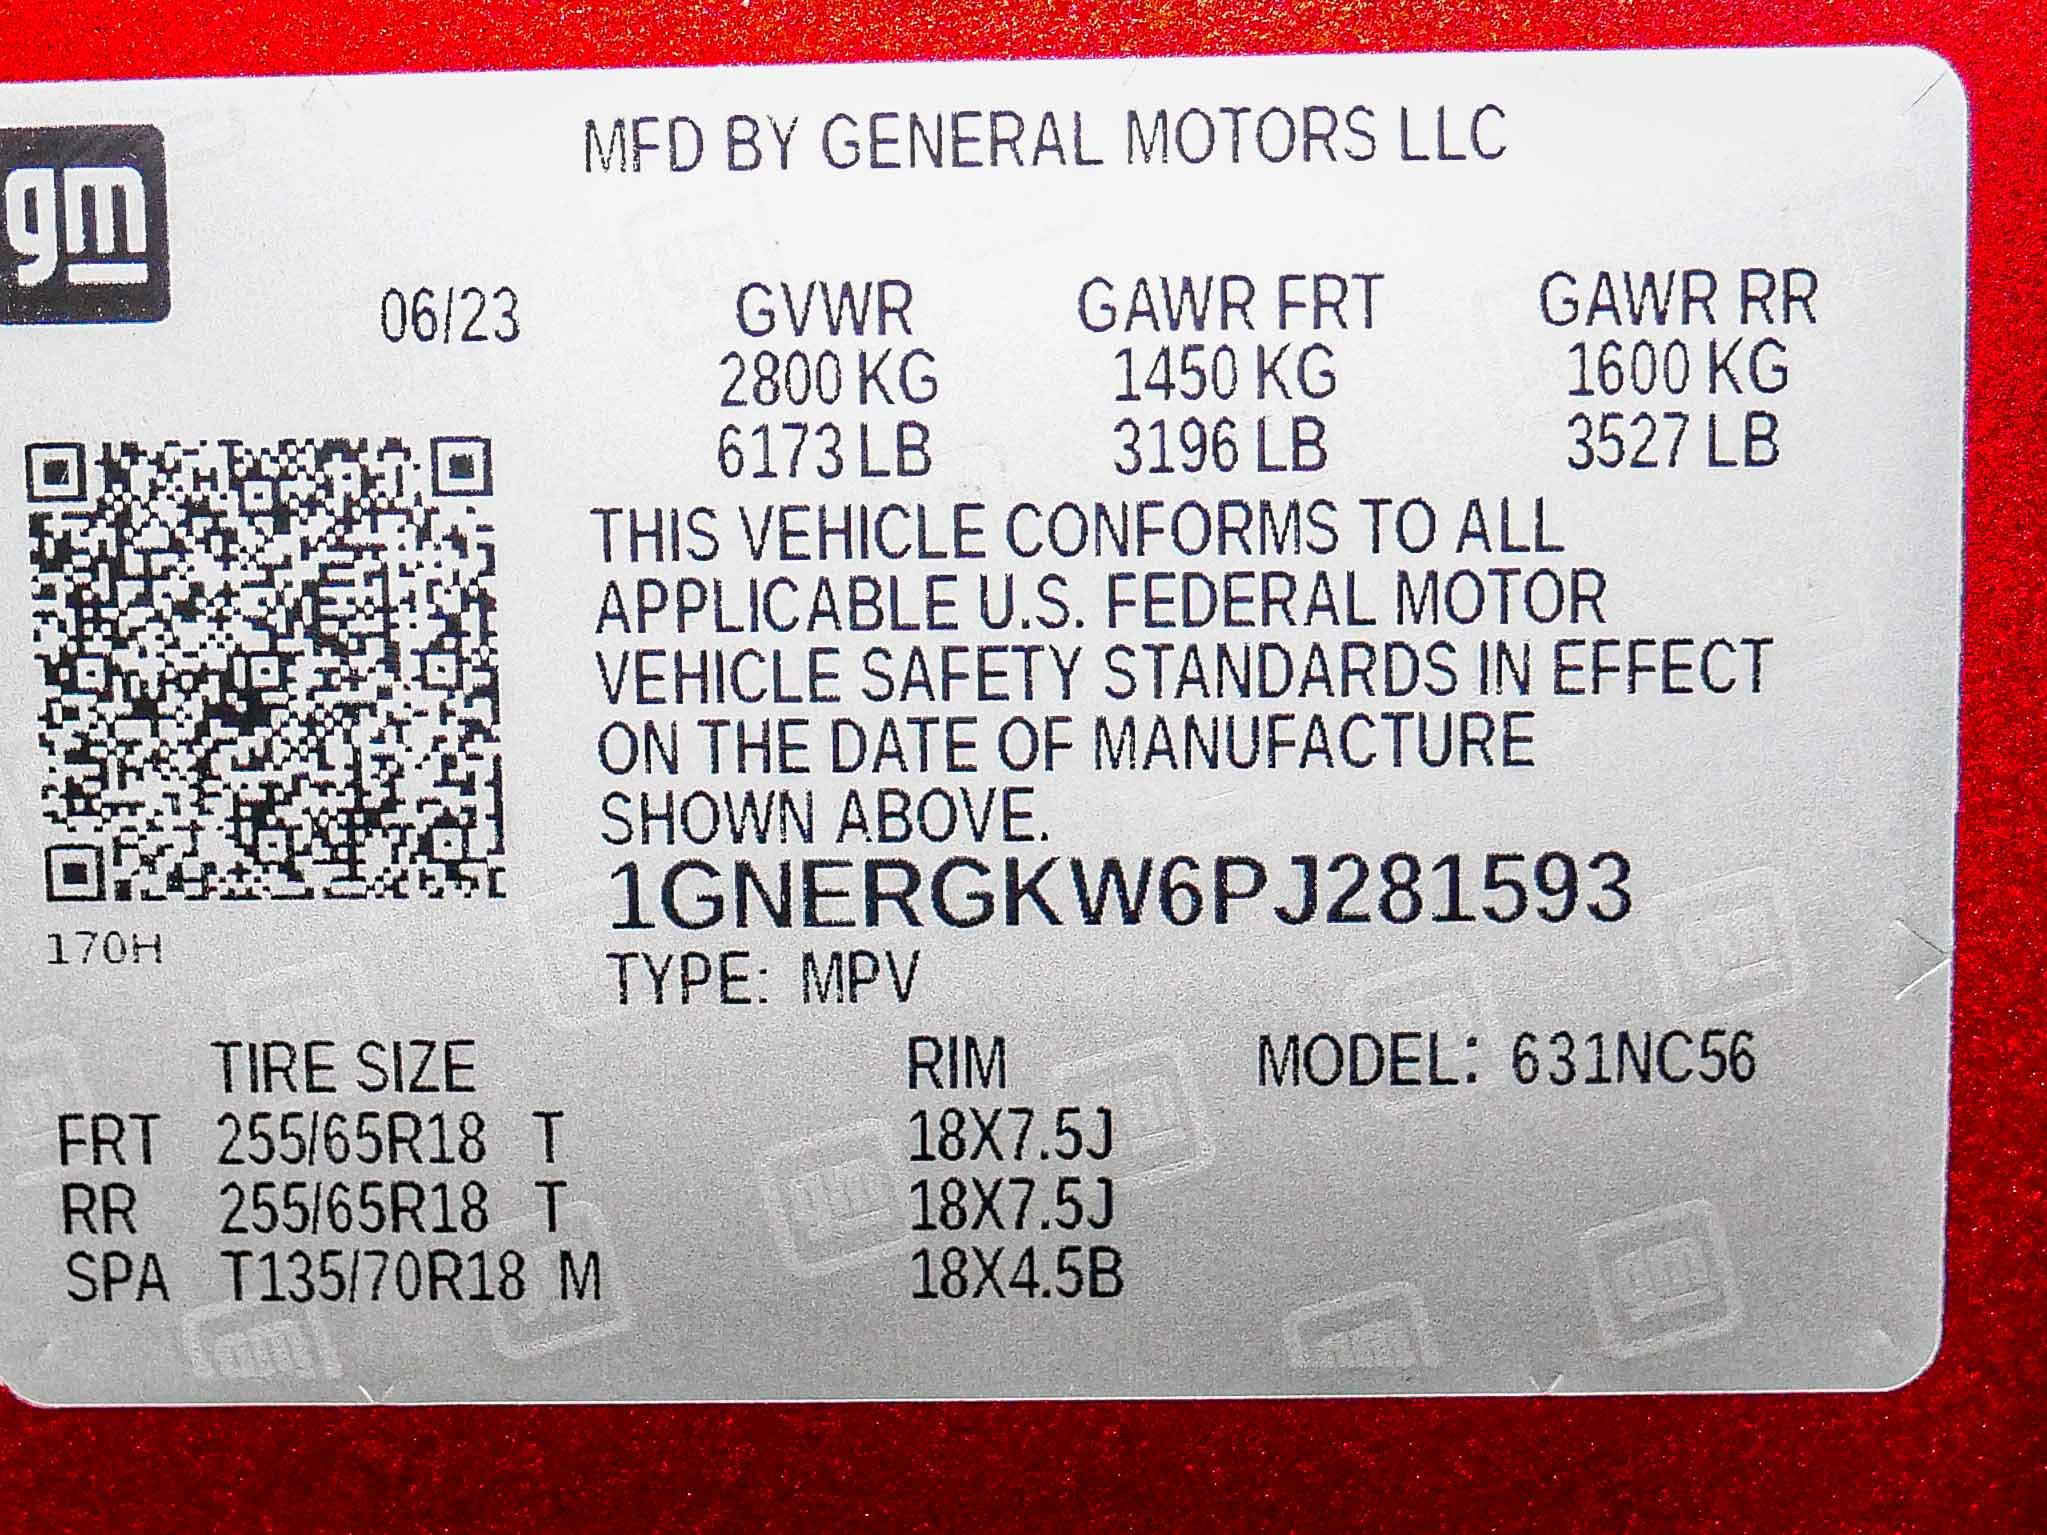 MFD BY GENERAL MOTORS LLC
gm
06/23 GVWR GAWR FRT GAWR RR
2800 KG 1450 KG 1600 KG
6173 LB 3196 LB 3527 LB
THIS VEHICLE CONFORMS TO ALL
APPLICABLE U.S. FEDERAL MOTOR
VEHICLE SAFETY STANDARDS IN EFFECT
ON THE DATE OF MANUFACTURE
SHOWN ABOVE.
1GNERGKW6PJ281593
170H
TYPE: MPV
TIRE SIZE RIM MODEL: 631NC56
FRT 255/65R18 T 18X7.5J
RR 255/65R18 T 18X7.5J
SPA T135/70R18 M 18X4.5B